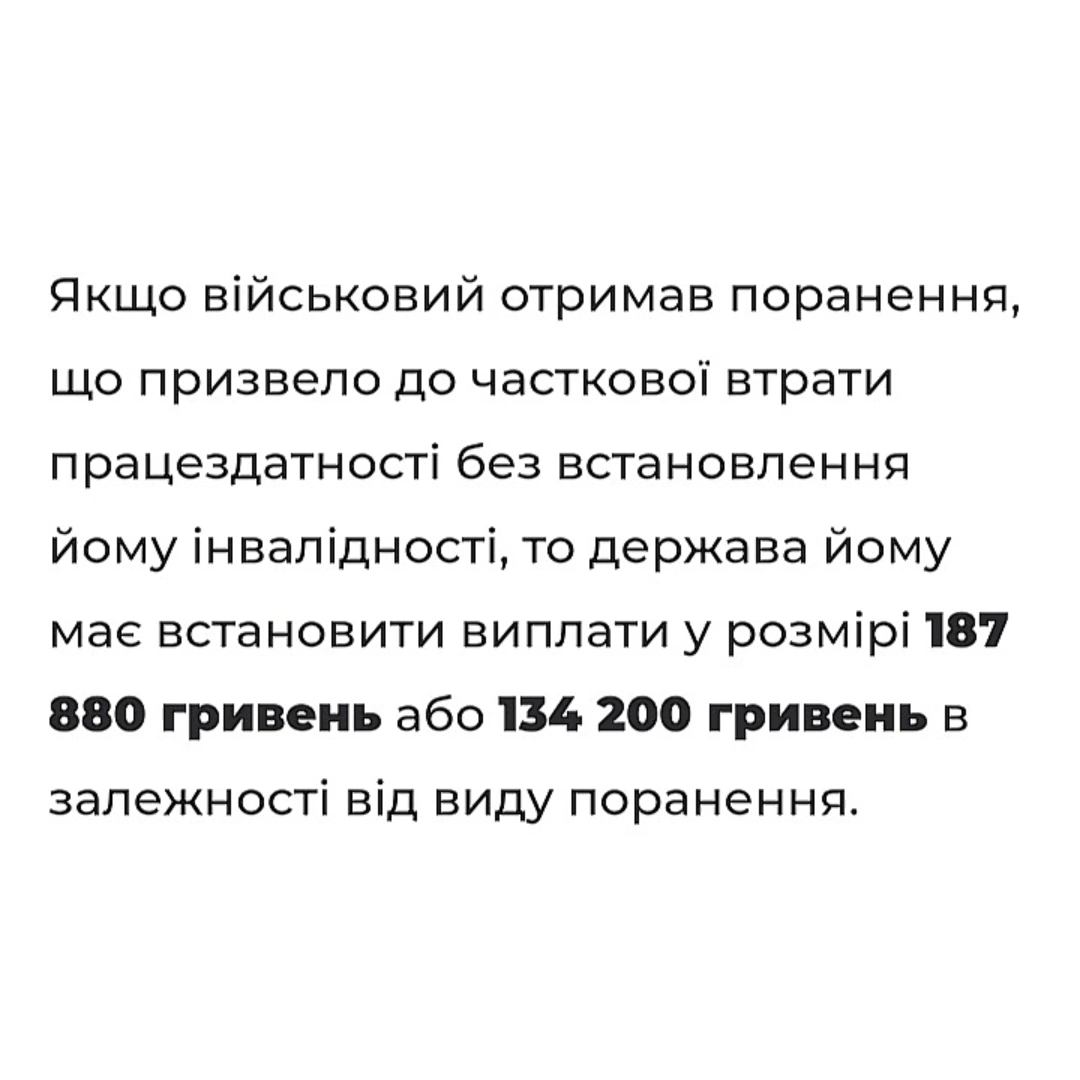 Якщо військовий отримав поранення,
що призвело до часткової втрати
працездатності без встановлення
йому інвалідності, то держава йому
має встановити виплати у розмірі 187
880 гривень або 134 200 гривень в
залежності від виду поранення.